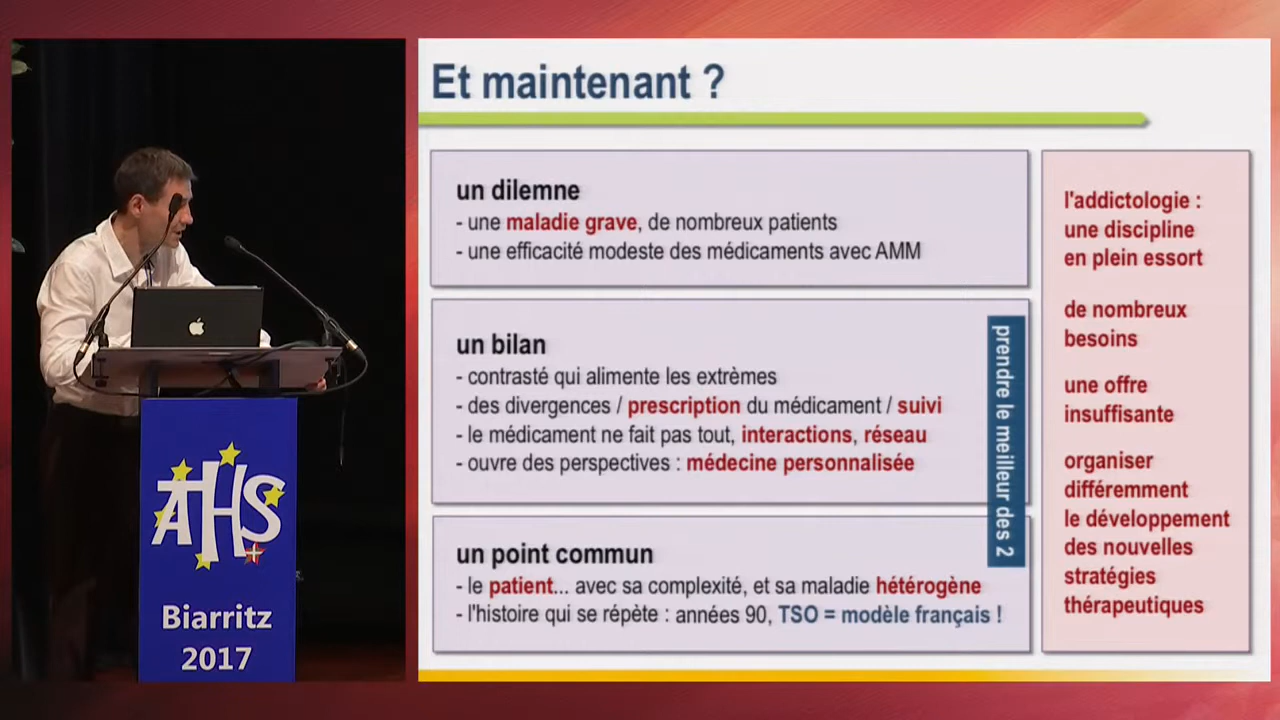 ATHS
Biarritz
2017
Et maintenant ?
un dilemne
- une maladie grave, de nombreux patients
- une efficacité modeste des médicaments avec AMM
un bilan
- contrasté qui alimente les extrêmes
- des divergences / prescription du médicament / suivi
- le médicament ne fait pas tout, interactions, réseau
- ouvre des perspectives : médecine personnalisée
prendre le meilleur des 2
un point commun
- le patient... avec sa complexité, et sa maladie hétérogène
- l'histoire qui se répète : années 90, TSO = modèle français !
l'addictologie :
une discipline
en plein essort
de nombreux
besoins
une offre
insuffisante
organiser
différemment
le développement
des nouvelles
stratégies
thérapeutiques